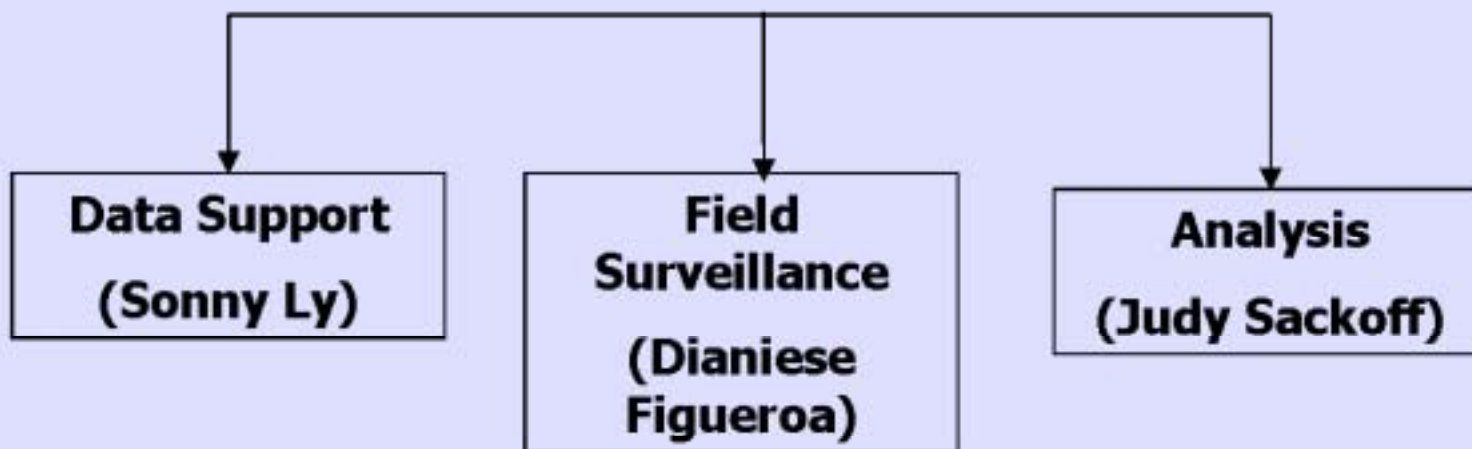 Data Support
(Sonny Ly)
Field
Surveillance
(Dianiese
Figueroa)
Analysis
(Judy Sackoff)